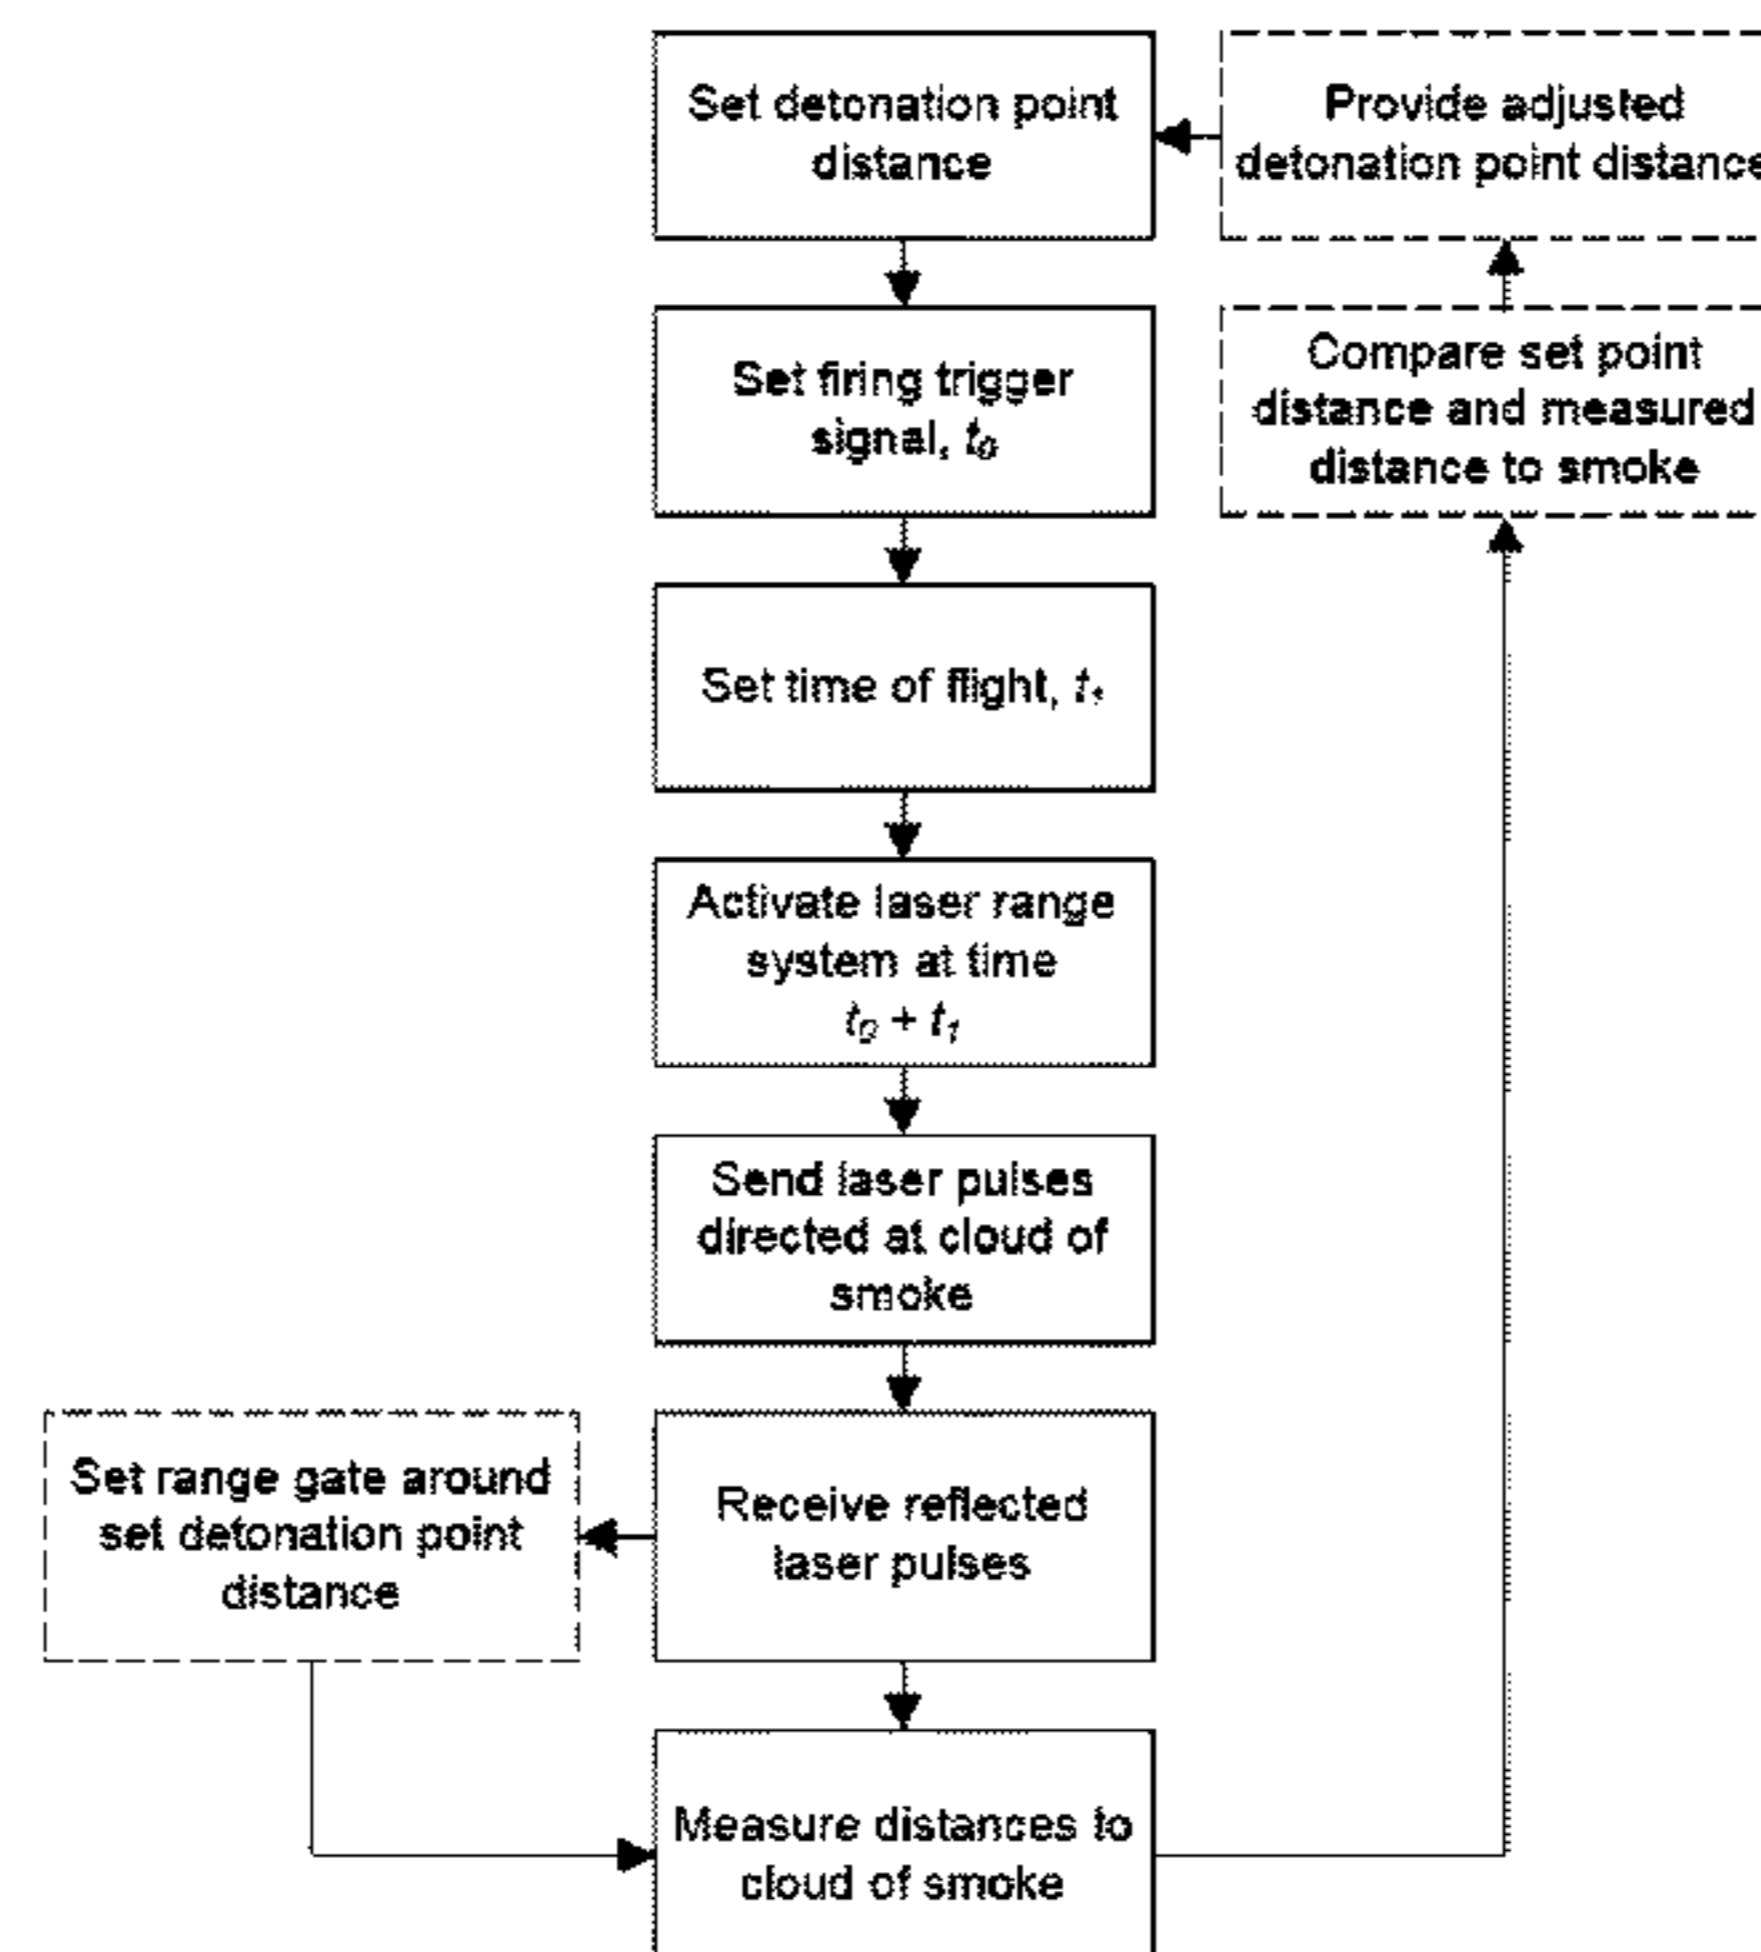 Set detonation point
distance
Provide adjusted
detonation point distance
Set firing trigger
signal, t₀
Compare set point
distance and measured
distance to smoke
Set time of flight, t₁
Activate laser range
system at time
t₀ + t₁
Send laser pulses
directed at cloud of
smoke
Set range gate around
set detonation point
distance
Receive reflected
laser pulses
Measure distances to
cloud of smoke